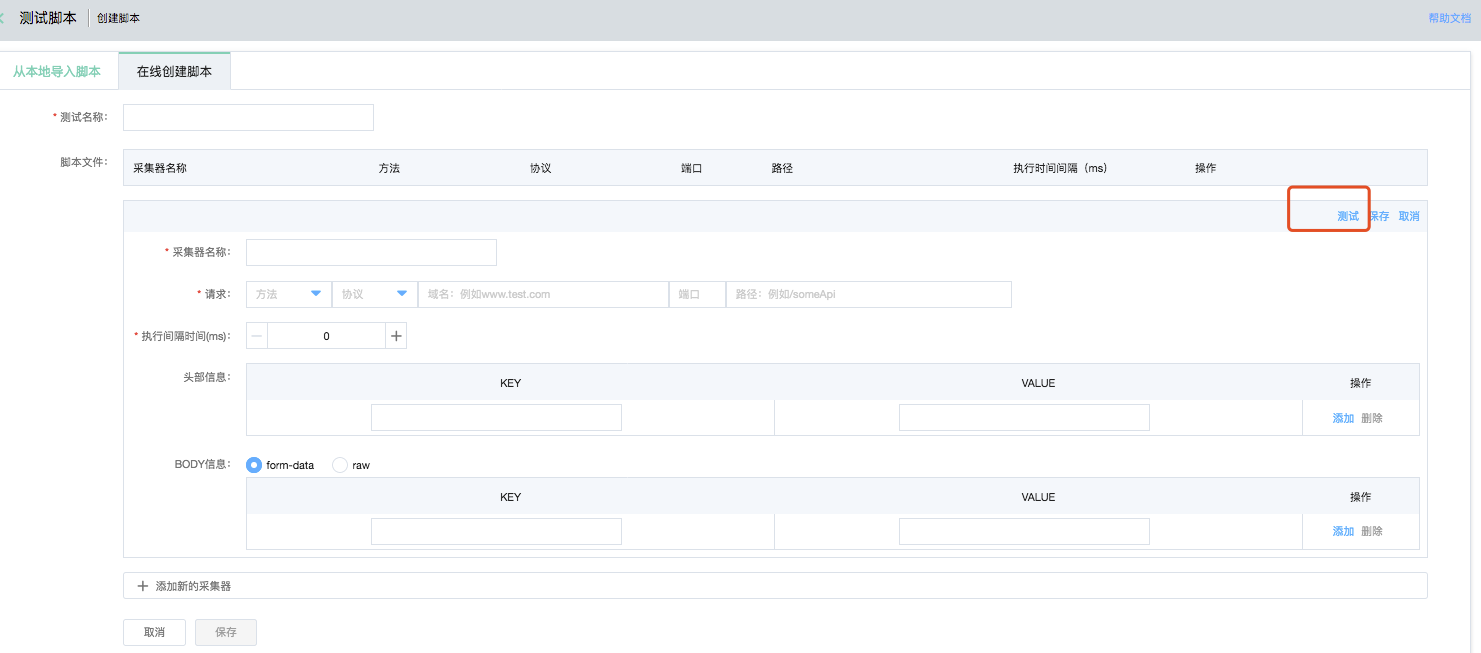 测试脚本 创建脚本 帮助文档
从本地导入脚本 在线创建脚本
* 测试名称：
脚本文件： 采集器名称 方法 协议 端口 路径 执行时间间隔（ms) 操作
测试 保存 取消
* 采集器名称：
* 请求： 方法 协议 域名：例如www.test.com 端口 路径：例如/someApi
* 执行间隔时间(ms)： 0
头部信息： KEY VALUE 操作
添加 删除
BODY信息： form-data raw
KEY VALUE 操作
添加 删除
添加新的采集器
取消 保存